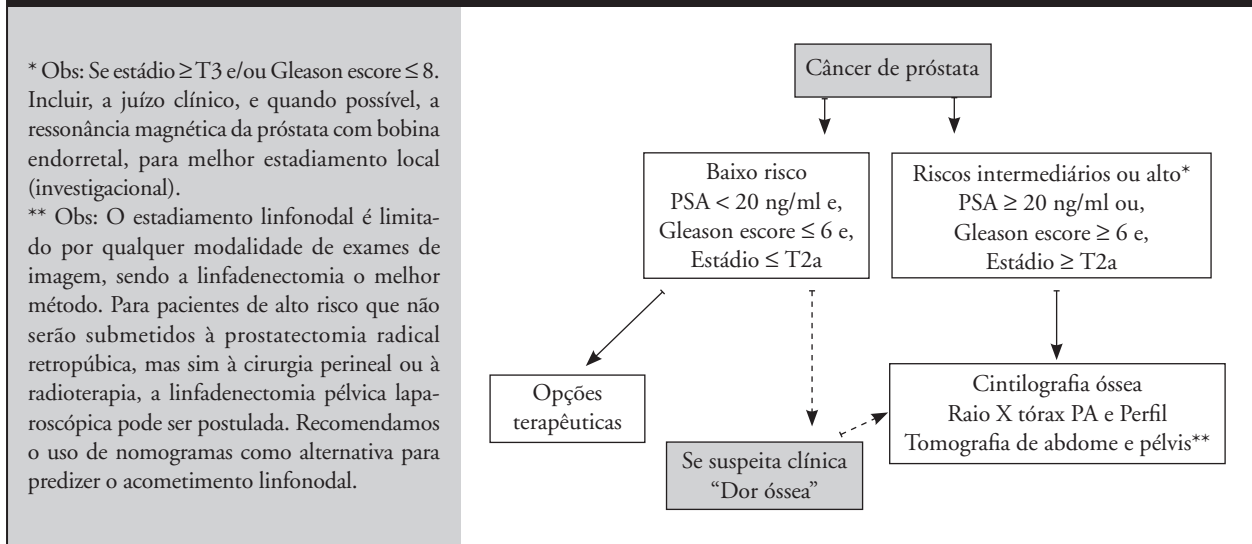 * Obs: Se estádio ≥ T3 e/ou Gleason escore ≤ 8.
Incluir, a juízo clínico, e quando possível, a
ressonância magnética da próstata com bobina
endorretal, para melhor estadiamento local
(investigacional).
** Obs: O estadiamento linfonodal é limita-
do por qualquer modalidade de exames de
imagem, sendo a linfadenectomia o melhor
método. Para pacientes de alto risco que não
serão submetidos à prostatectomia radical
retropúbica, mas sim à cirurgia perineal ou à
radioterapia, a linfadenectomia pélvica lapa-
roscópica pode ser postulada. Recomendamos
o uso de nomogramas como alternativa para
predizer o acometimento linfonodal.
Câncer de próstata
Baixo risco
PSA < 20 ng/ml e,
Gleason escore ≤ 6 e,
Estádio ≤ T2a
Riscos intermediários ou alto*
PSA ≥ 20 ng/ml ou,
Gleason escore ≥ 6 e,
Estádio ≥ T2a
Opções
terapêuticas
Se suspeita clínica
“Dor óssea”
Cintilografia óssea
Raio X tórax PA e Perfil
Tomografia de abdome e pélvis**